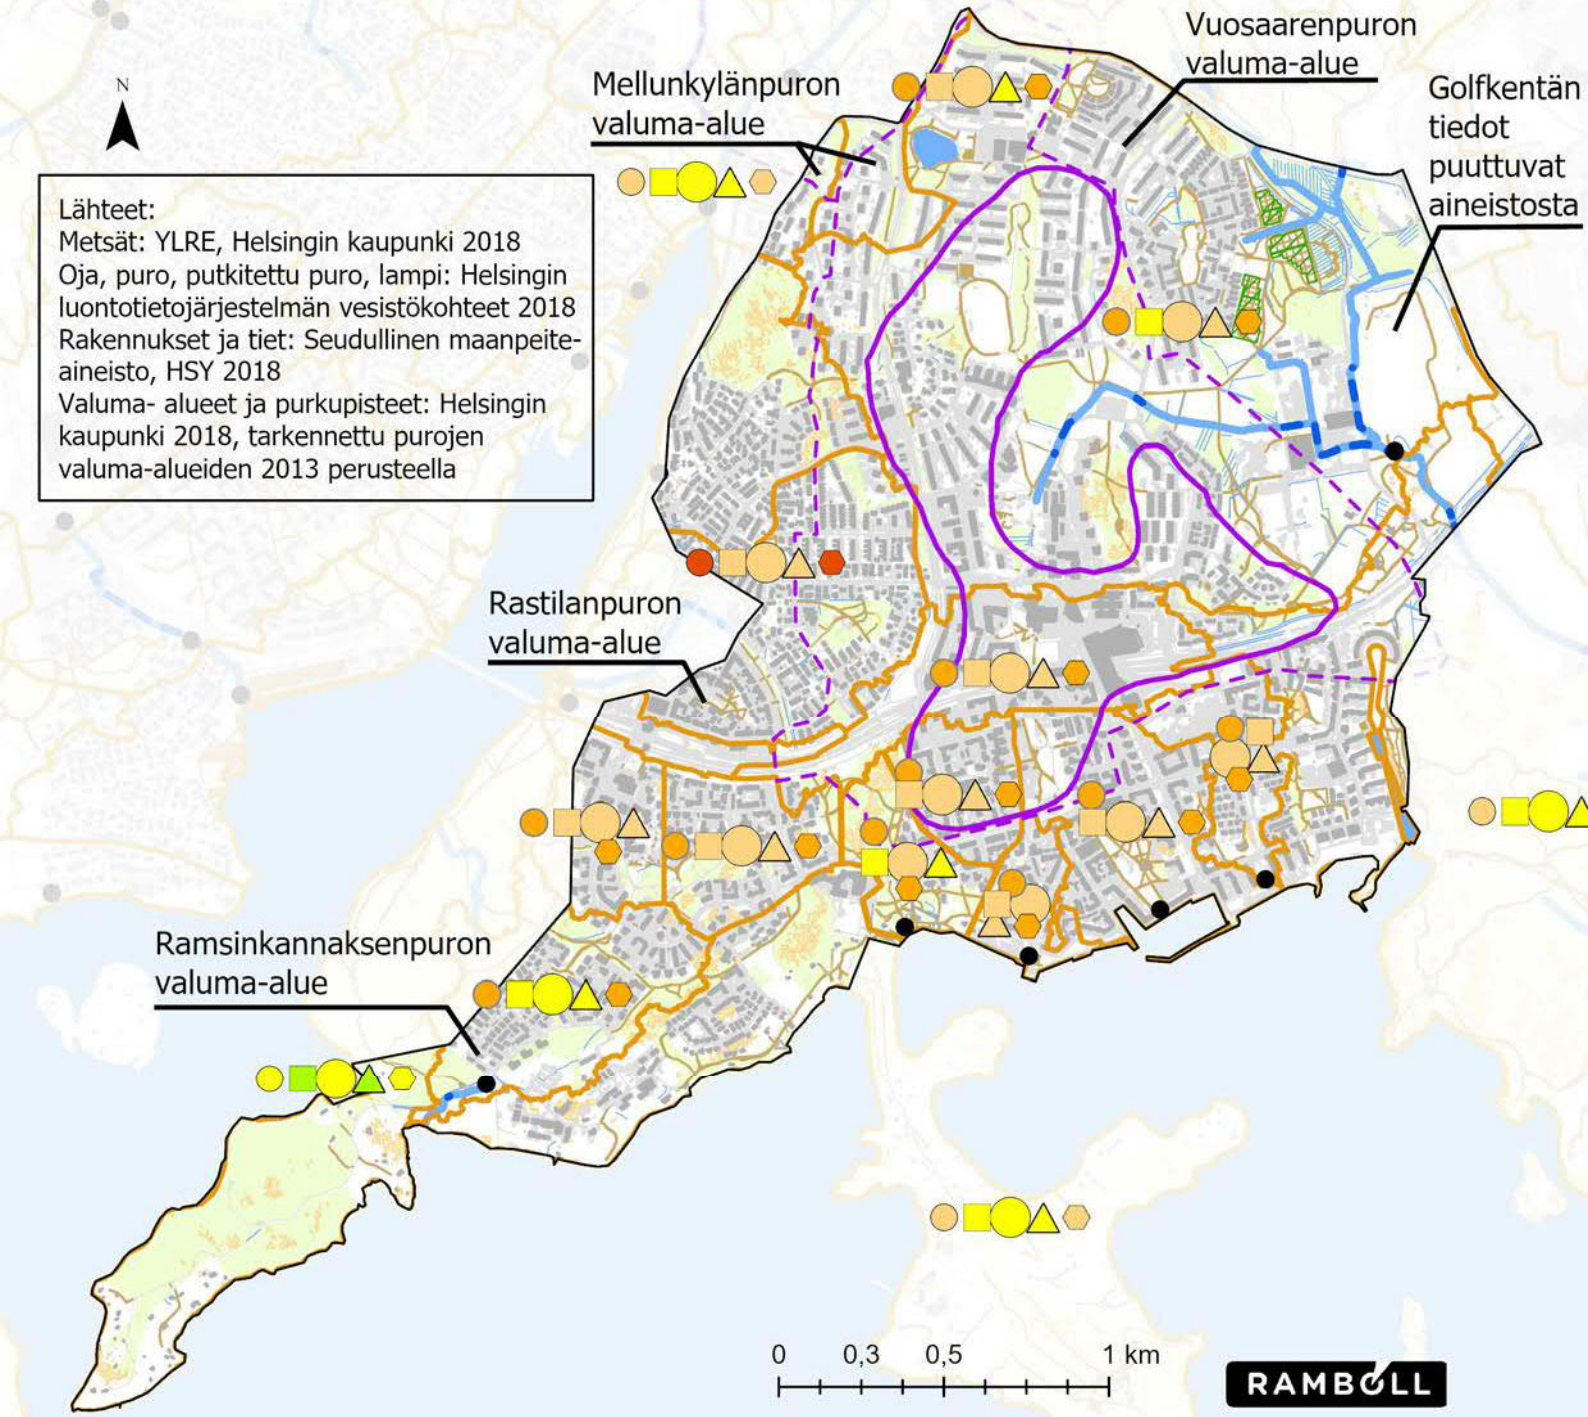 Vuosaarenpuron
valuma-alue
Mellunkylänpuron
valuma-alue
Golfkentän
tiedot
puuttuvat
aineistosta
N
Lähteet:
Metsät: YLRE, Helsingin kaupunki 2018
Oja, puro, putkitettu puro, lampi: Helsingin
luontotietojärjestelmän vesistökohteet 2018
Rakennukset ja tiet: Seudullinen maanpeite-
aineisto, HSY 2018
Valuma- alueet ja purkupisteet: Helsingin
kaupunki 2018, tarkennettu purojen
valuma-alueiden 2013 perusteella
Rastilanpuron
valuma-alue
Ramsinkannaksenpuron
valuma-alue
0 0,3 0,5 1 km
RAMBOLL